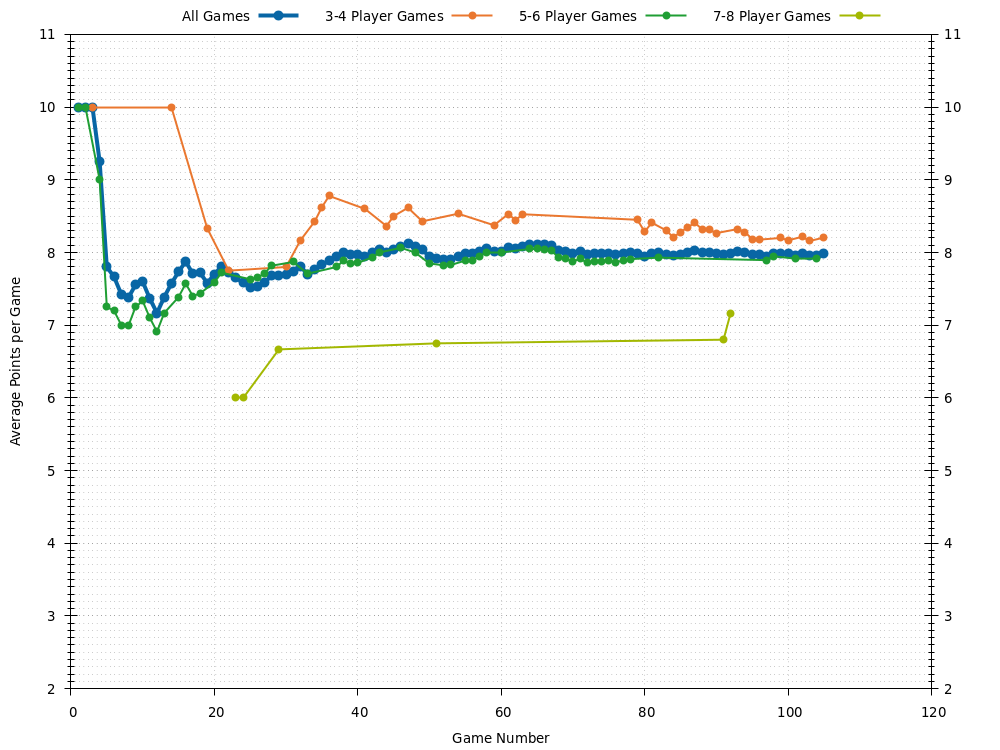 All Games 3-4 Player Games 5-6 Player Games 7-8 Player Games
11 11
10 10
9 9
8 8
7 7
6 6
5 5
4 4
3 3
2 2
0 20 40 60 80 100 120
Average Points per Game
Game Number